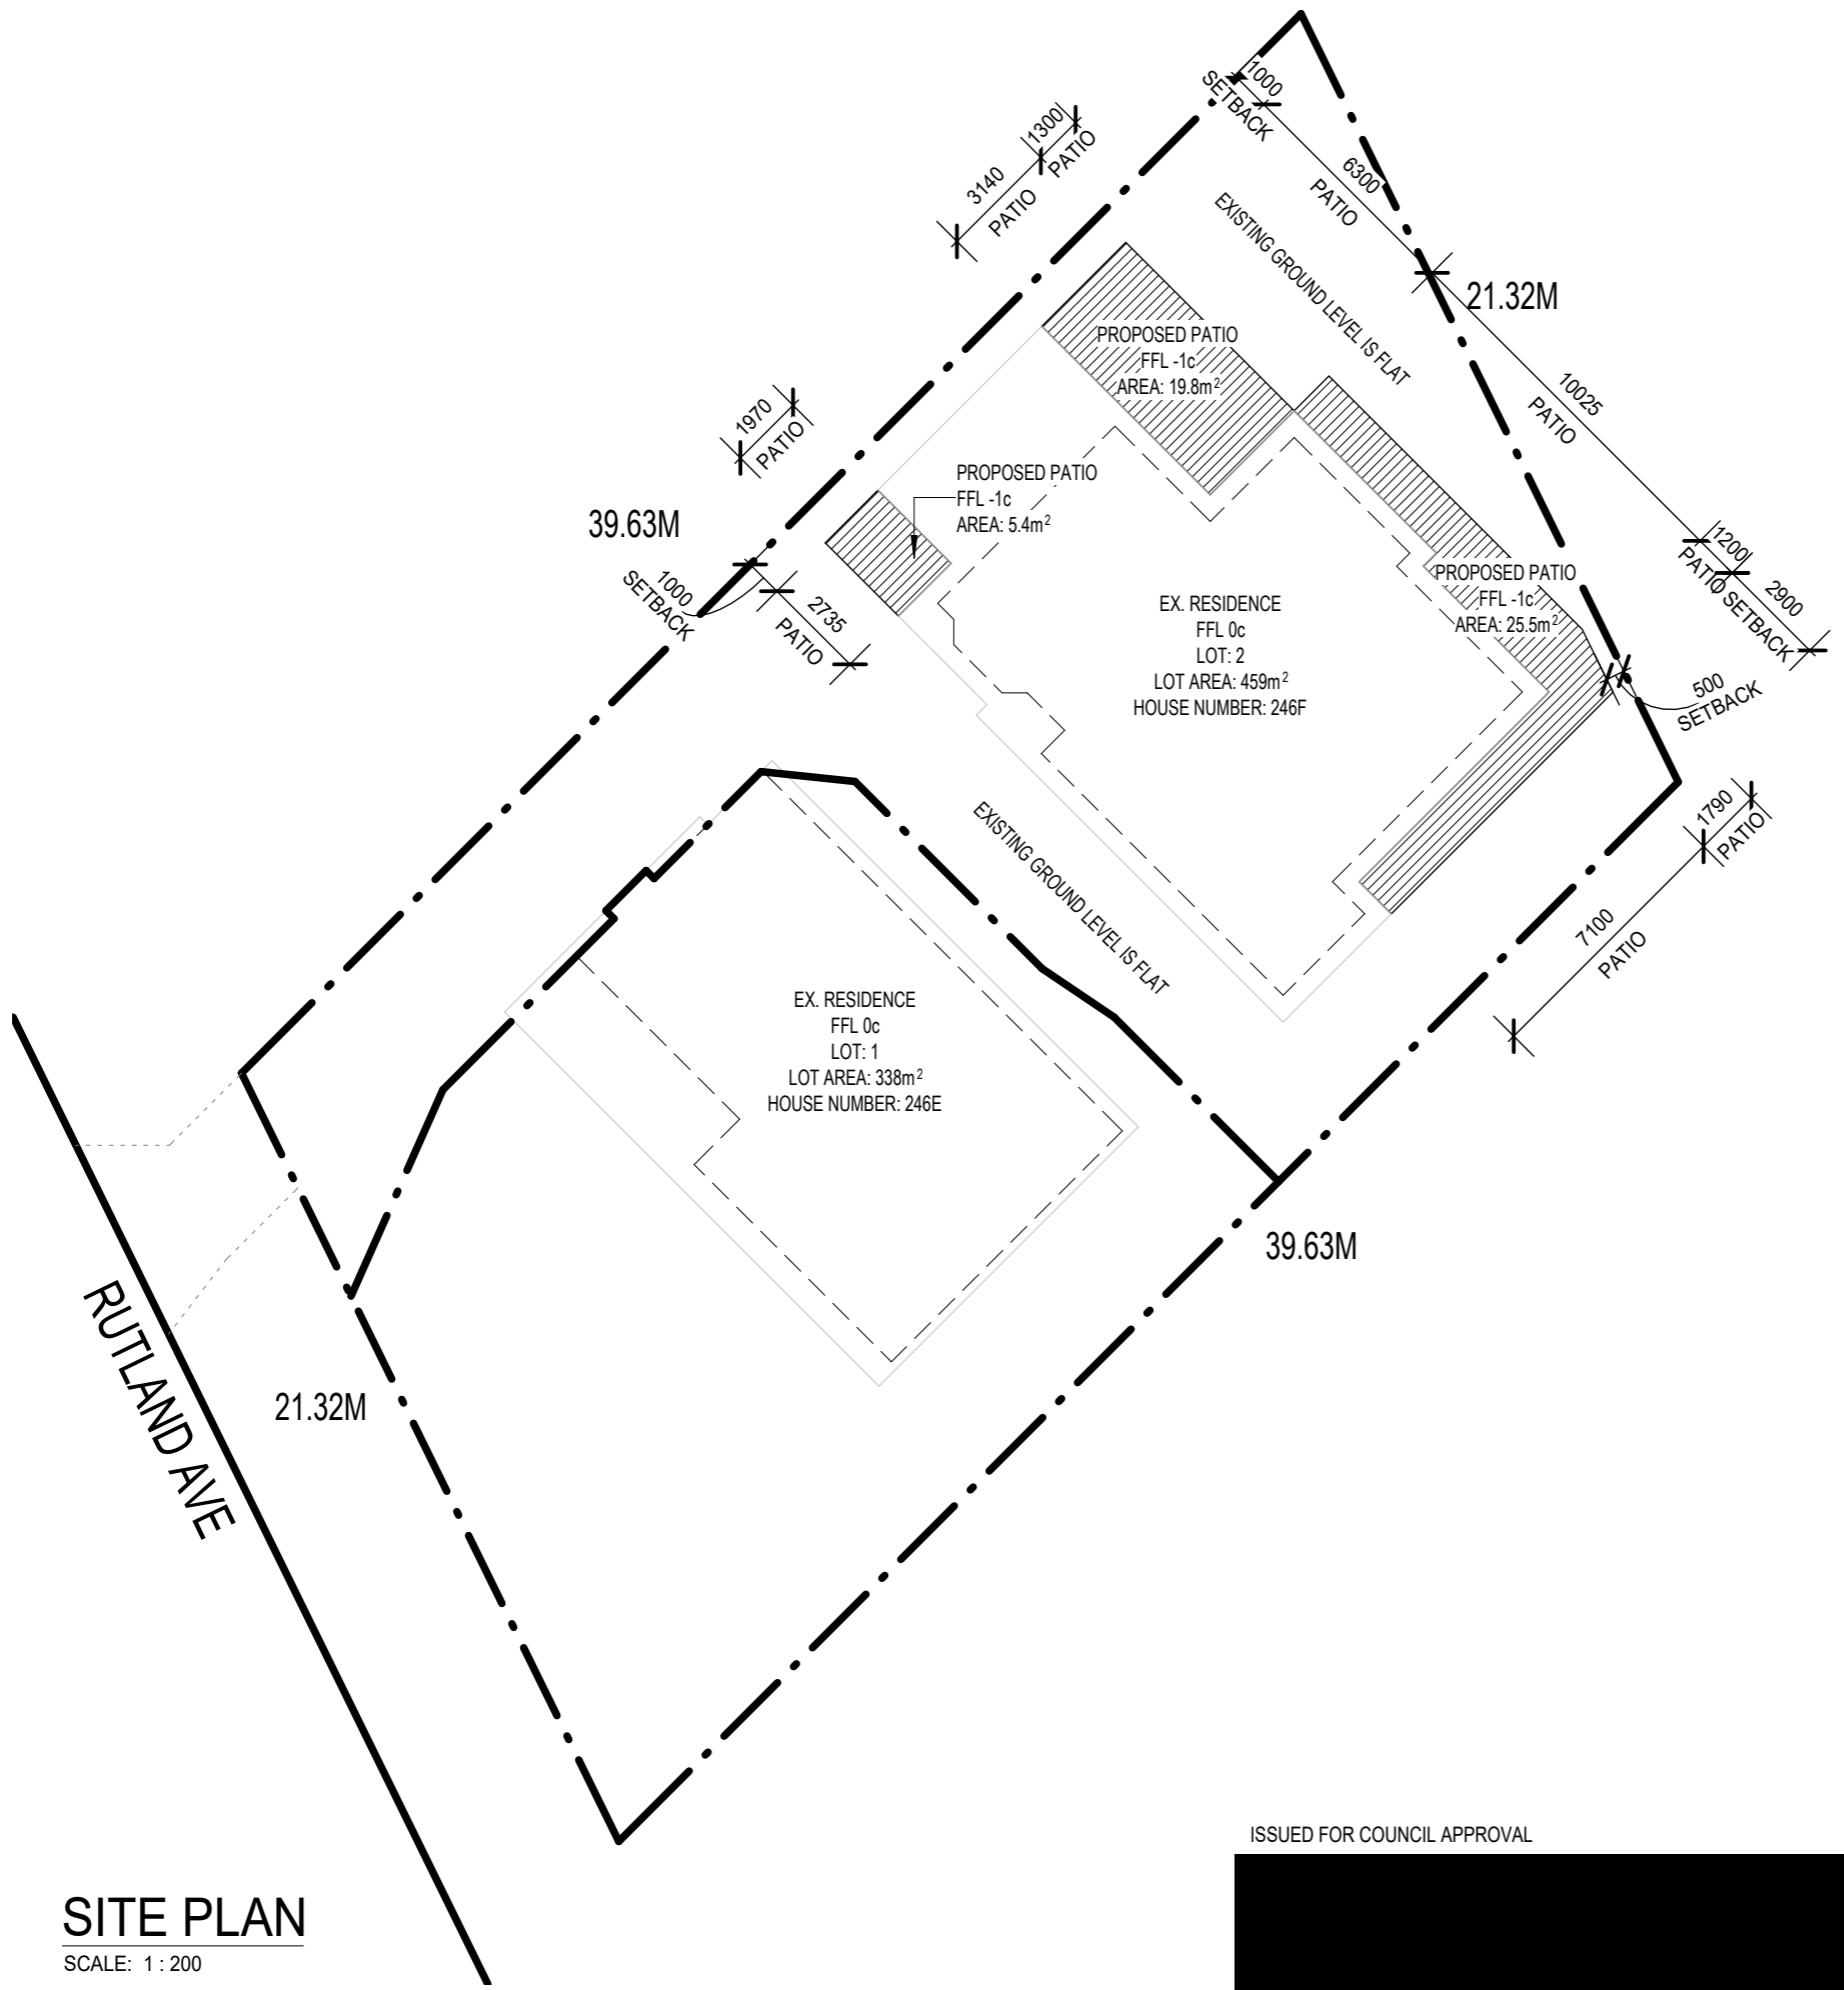 1000
SETBACK
1300
PATIO
3140
PATIO
6300
PATIO
EXISTING GROUND LEVEL IS FLAT
21.32M
PROPOSED PATIO
FFL -1c
AREA: 19.8m²
10025
PATIO
1970
PATIO
PROPOSED PATIO
FFL -1c
AREA: 5.4m²
39.63M
1000
SETBACK
2735
PATIO
1200
PATIO
2900
SETBACK
PROPOSED PATIO
FFL -1c
AREA: 25.5m²
EX. RESIDENCE
FFL 0c
LOT: 2
LOT AREA: 459m²
HOUSE NUMBER: 246F
500
SETBACK
1790
PATIO
EXISTING GROUND LEVEL IS FLAT
7100
PATIO
EX. RESIDENCE
FFL 0c
LOT: 1
LOT AREA: 338m²
HOUSE NUMBER: 246E
39.63M
RUTLAND AVE
21.32M
ISSUED FOR COUNCIL APPROVAL
SITE PLAN
SCALE: 1 : 200